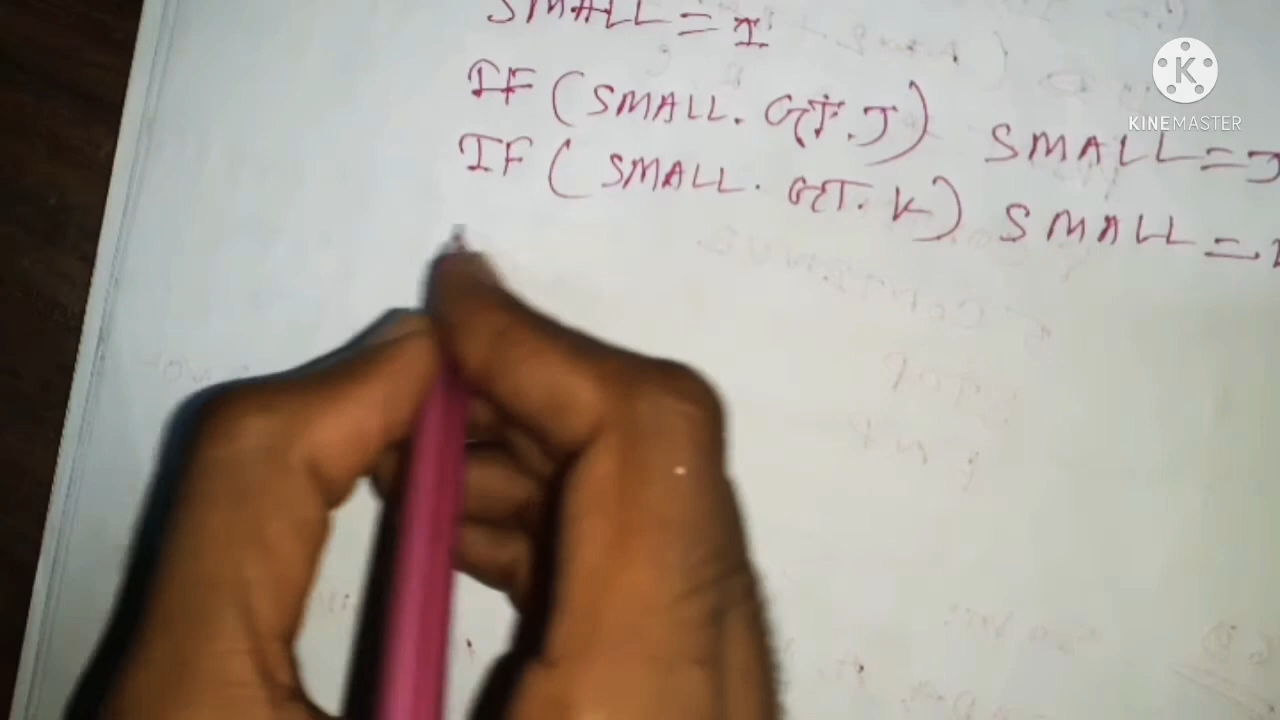 SMALL = I
IF (SMALL. GT. J) SMALL = J
IF (SMALL. GT. K) SMALL =
K
KINEMASTER